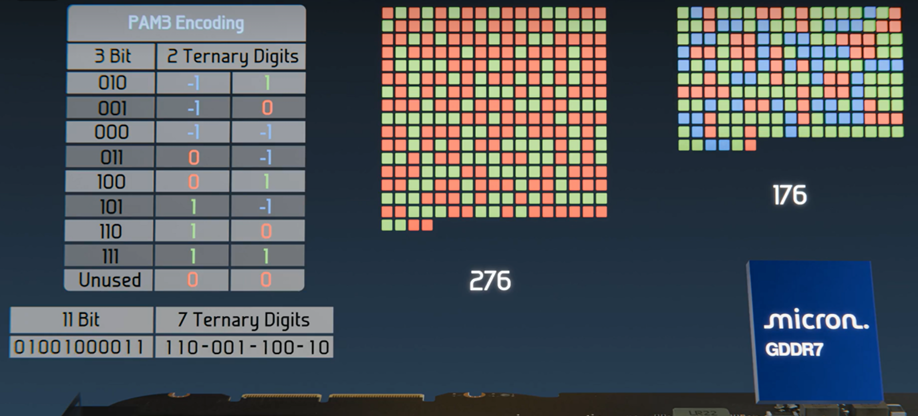 PAM3 Encoding
3 Bit 2 Ternary Digits
010 -1 1
001 -1 0
000 -1 -1
011 0 -1
100 0 1
101 1 -1
110 1 0
111 1 1
Unused 0 0
11 Bit 7 Ternary Digits
01001000011 110-001-100-10
276
176
micron.
GDDR7